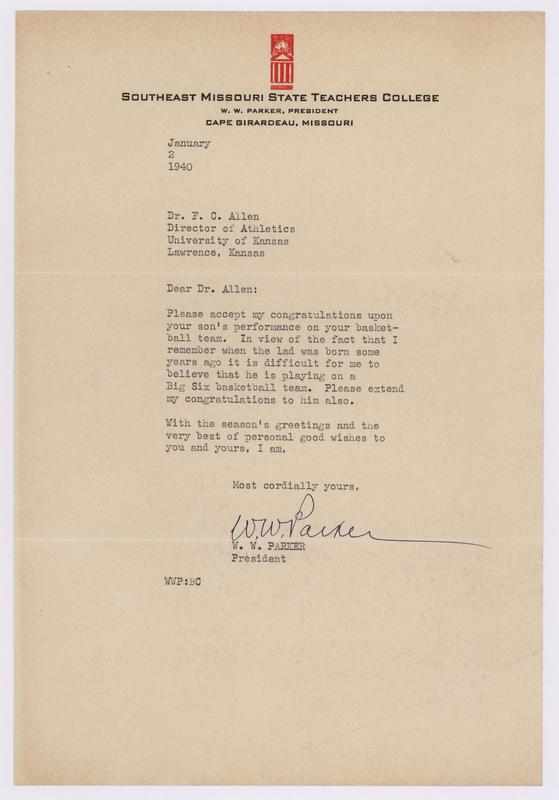 SOUTHEAST MISSOURI STATE TEACHERS COLLEGE
W. W. PARKER, PRESIDENT
CAPE GIRARDEAU, MISSOURI
January
2
1940
Dr. F. C. Allen
Director of Athletics
University of Kansas
Lawrence, Kansas
Dear Dr. Allen:
Please accept my congratulations upon
your son's performance on your basket-
ball team. In view of the fact that I
remember when the lad was born some
years ago it is difficult for me to
believe that he is playing on a
Big Six basketball team. Please extend
my congratulations to him also.
With the season's greetings and the
very best of personal good wishes to
you and yours, I am,
Most cordially yours,
W.W. Parker
W. W. PARKER
President
WWP:BC